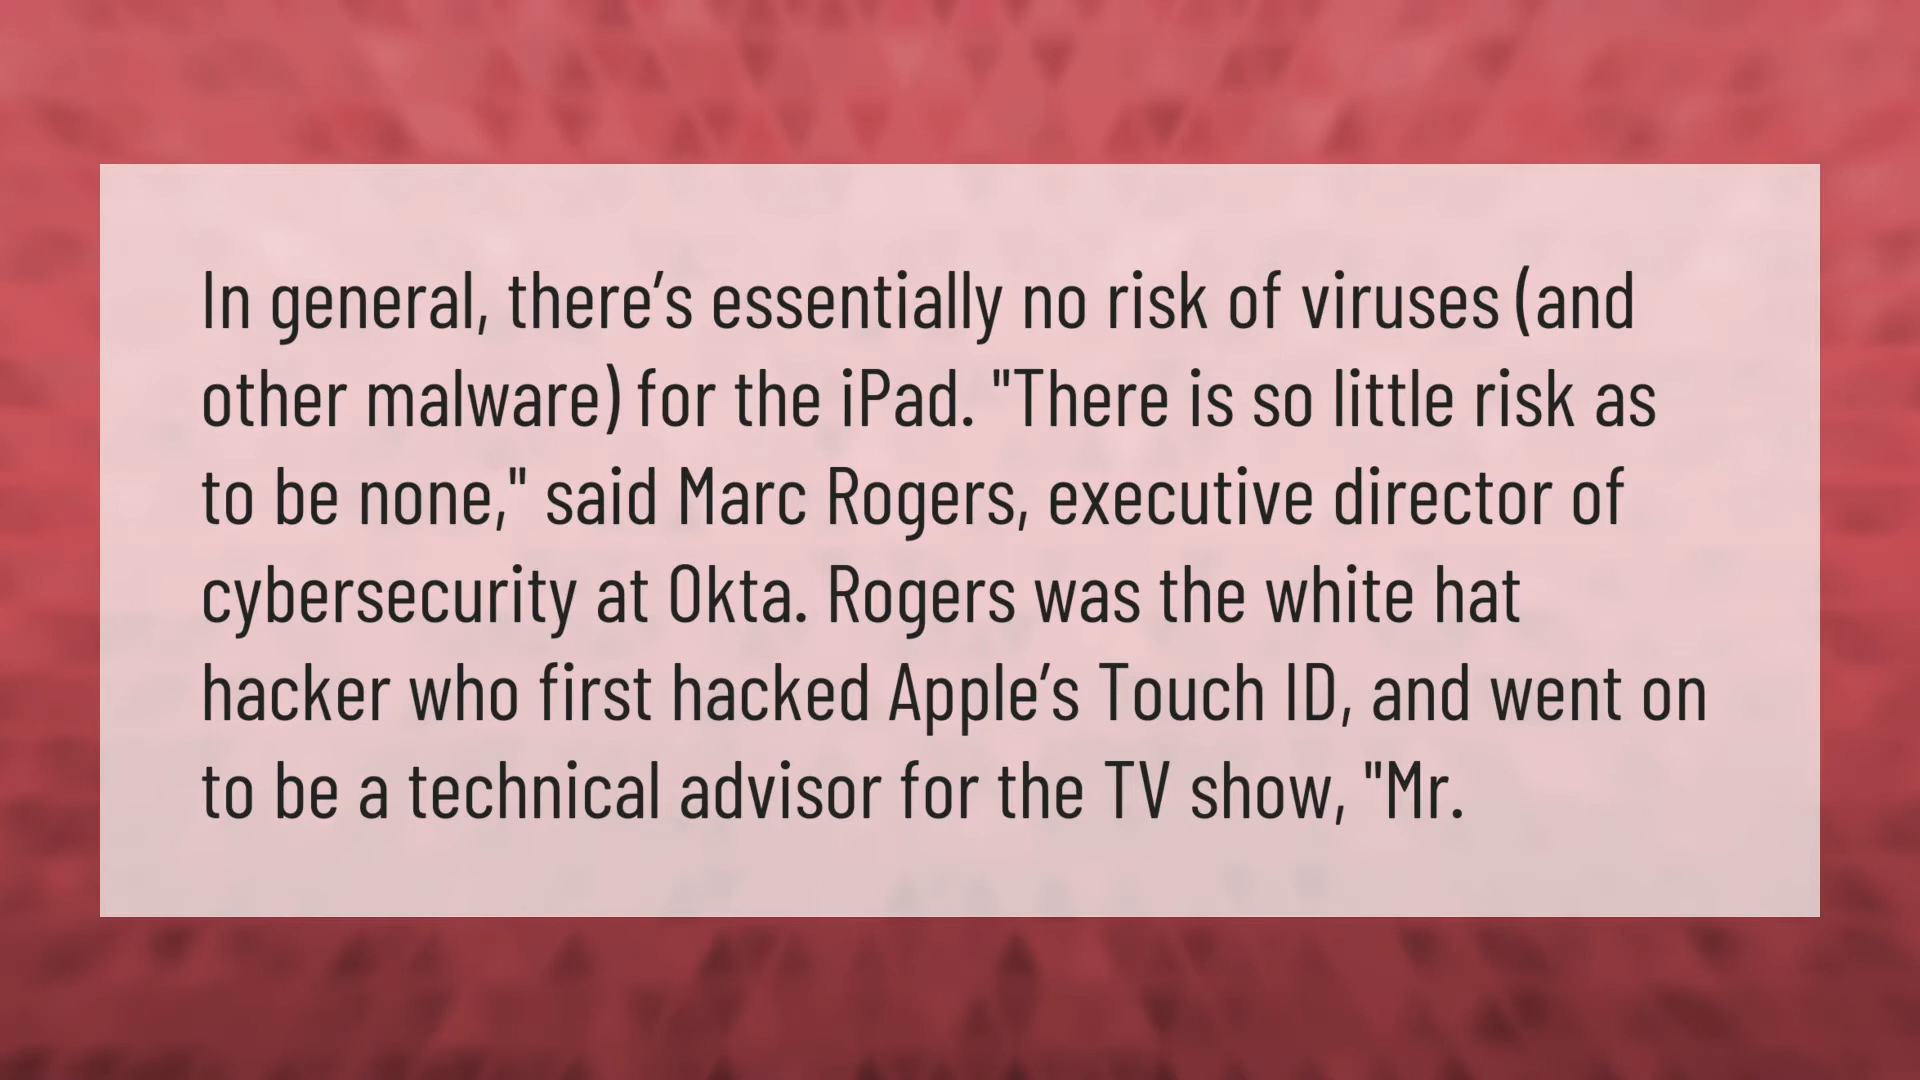 In general, there’s essentially no risk of viruses (and
other malware) for the iPad. "There is so little risk as
to be none," said Marc Rogers, executive director of
cybersecurity at Okta. Rogers was the white hat
hacker who first hacked Apple’s Touch ID, and went on
to be a technical advisor for the TV show, "Mr.